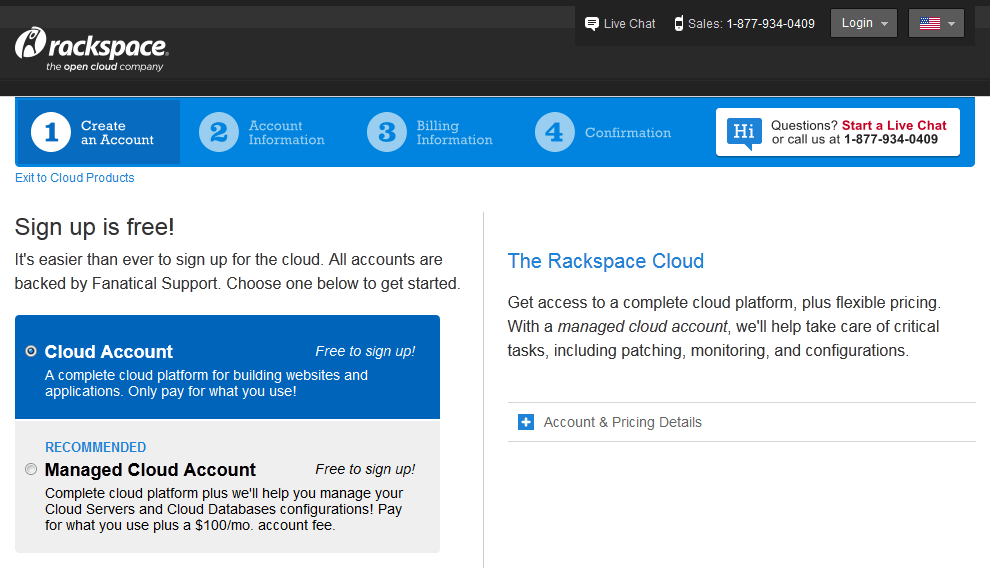 Live Chat
Sales: 1-877-934-0409
Login
rackspace.
the open cloud company
1
Create
an Account
2
Account
Information
3
Billing
Information
4
Confirmation
Hi
Questions? Start a Live Chat
or call us at 1-877-934-0409
Exit to Cloud Products
Sign up is free!
It's easier than ever to sign up for the cloud. All accounts are
backed by Fanatical Support. Choose one below to get started.
Cloud Account
Free to sign up!
A complete cloud platform for building websites and
applications. Only pay for what you use!
RECOMMENDED
Managed Cloud Account
Free to sign up!
Complete cloud platform plus we'll help you manage your
Cloud Servers and Cloud Databases configurations! Pay
for what you use plus a $100/mo. account fee.
The Rackspace Cloud
Get access to a complete cloud platform, plus flexible pricing.
With a managed cloud account, we'll help take care of critical
tasks, including patching, monitoring, and configurations.
Account & Pricing Details